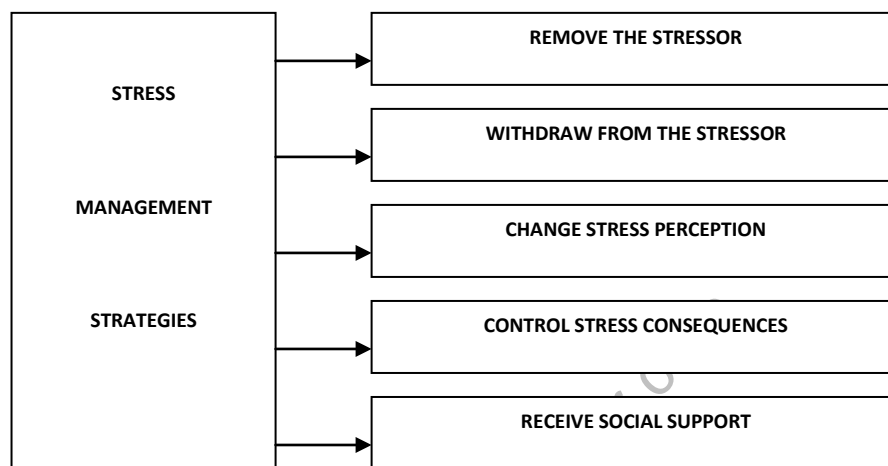 STRESS
MANAGEMENT
STRATEGIES
REMOVE THE STRESSOR
WITHDRAW FROM THE STRESSOR
CHANGE STRESS PERCEPTION
CONTROL STRESS CONSEQUENCES
RECEIVE SOCIAL SUPPORT